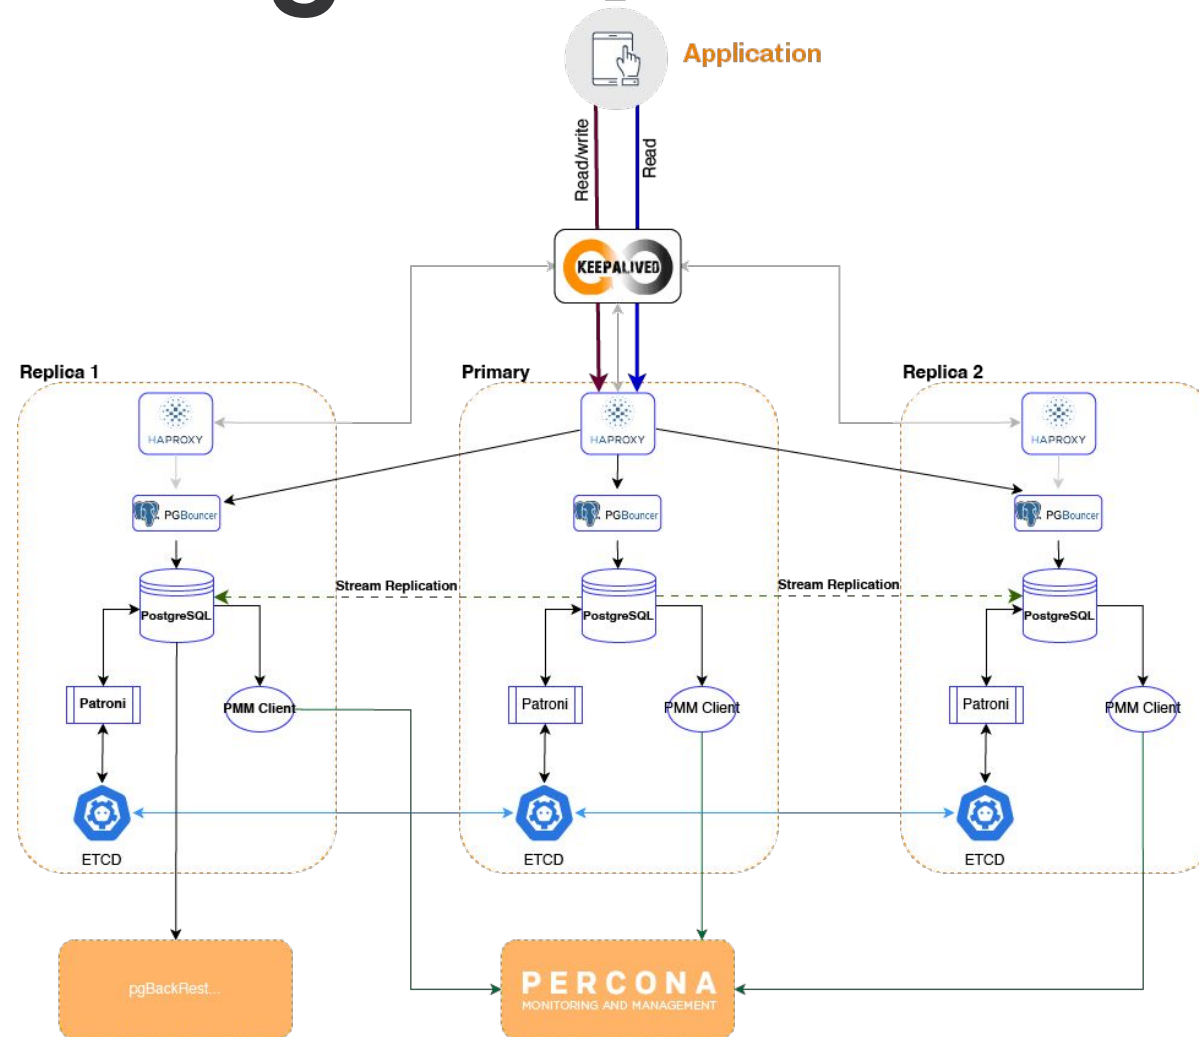 Application
Read/write
Read
KEEPALIVED
Replica 1
Primary
Replica 2
HAPROXY
HAPROXY
HAPROXY
PGBouncer
PGBouncer
PGBouncer
Stream Replication
Stream Replication
PostgreSQL
PostgreSQL
PostgreSQL
Patroni
PMM Client
Patroni
PMM Client
Patroni
PMM Client
ETCD
ETCD
ETCD
pgBackRest...
PERCONA
MONITORING AND MANAGEMENT